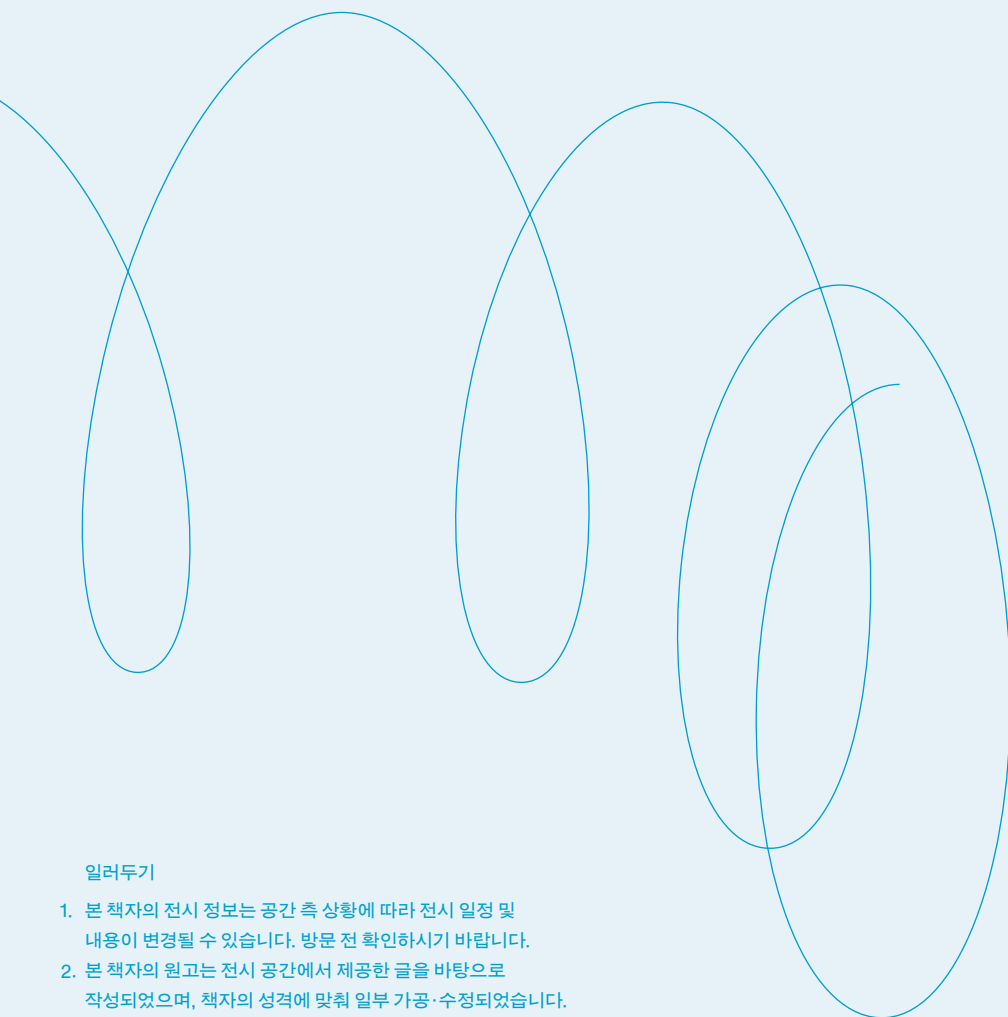 일러두기
1. 본 책자의 전시 정보는 공간 측 상황에 따라 전시 일정 및
내용이 변경될 수 있습니다. 방문 전 확인하시기 바랍니다.
2. 본 책자의 원고는 전시 공간에서 제공한 글을 바탕으로
작성되었으며, 책자의 성격에 맞춰 일부 가공·수정되었습니다.